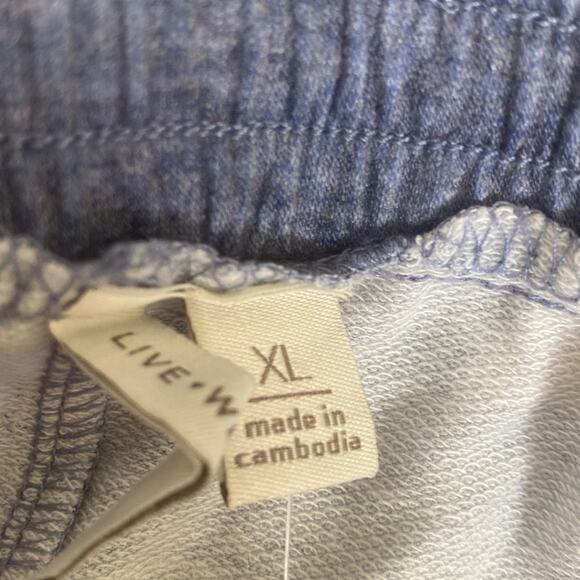 LIVE • W
XL
made in
cambodia